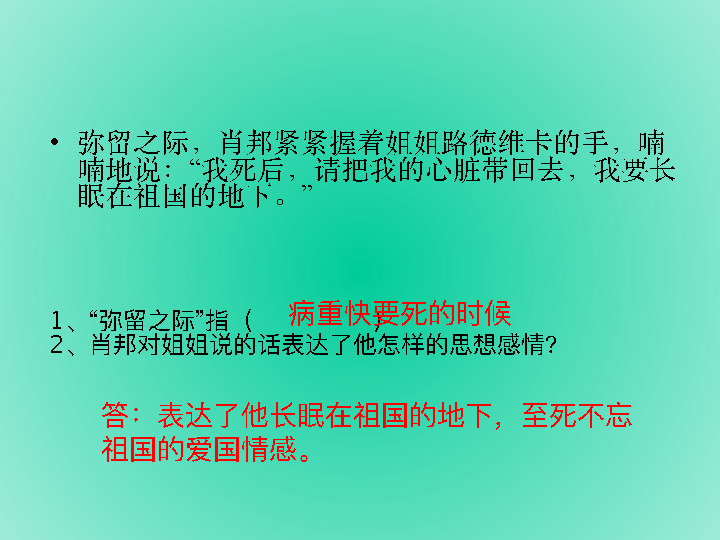 • 弥留之际，肖邦紧紧握着姐姐路德维卡的手，喃
喃地说：“我死后，请把我的心脏带回去，我要长
眠在祖国的地下。”
1、“弥留之际”指（ 病重快要死的时候 ）
2、肖邦对姐姐说的话表达了他怎样的思想感情?
答：表达了他长眠在祖国的地下，至死不忘
祖国的爱国情感。